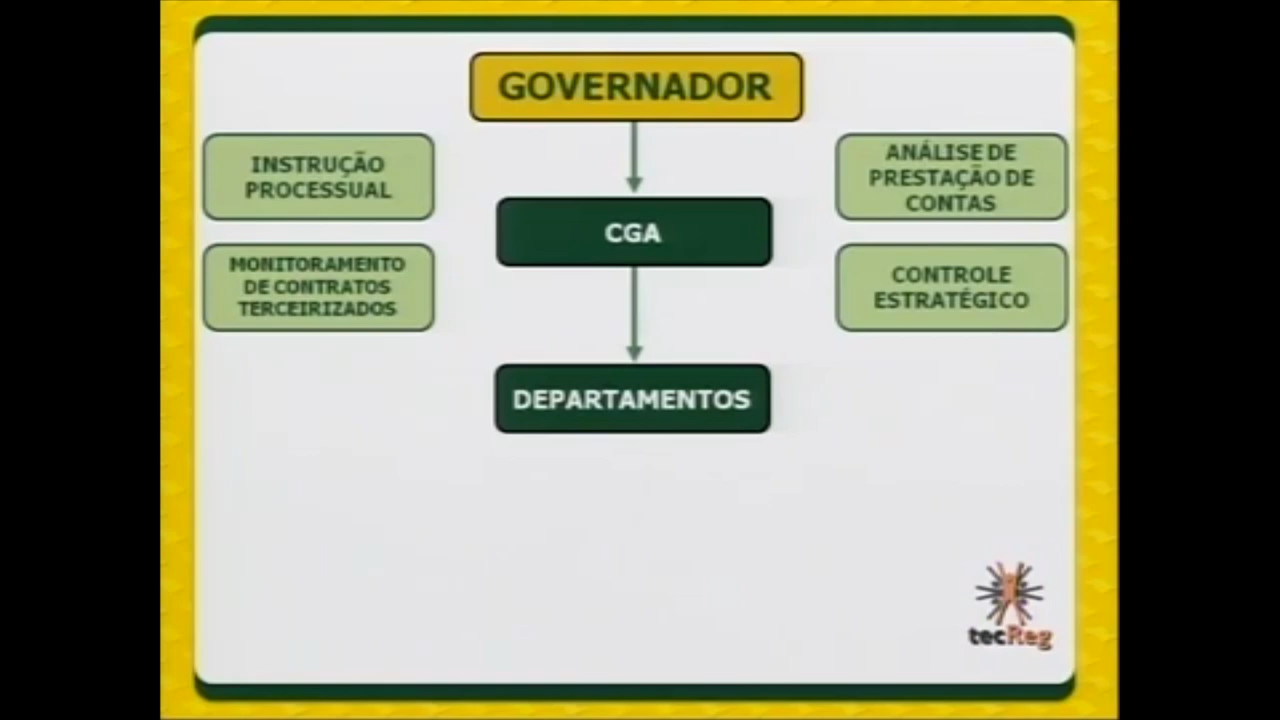 GOVERNADOR
INSTRUÇÃO
PROCESSUAL
ANÁLISE DE
PRESTAÇÃO DE
CONTAS
CGA
MONITORAMENTO
DE CONTRATOS
TERCEIRIZADOS
CONTROLE
ESTRATÉGICO
DEPARTAMENTOS
tecReg